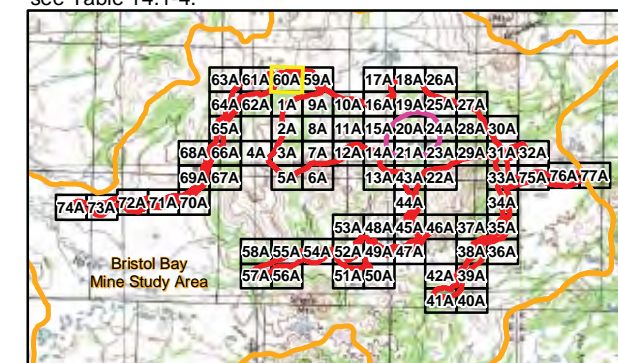 see Table 14.1-4.
63A 61A 60A 59A 17A 18A 26A
64A 62A 1A 9A 10A 16A 19A 25A 27A
65A 2A 8A 11A 15A 20A 24A 28A 30A
68A 66A 4A 3A 7A 12A 14A 21A 23A 29A 31A 32A
69A 67A 5A 6A 13A 43A 22A 33A 75A 76A 77A
74A 73A 72A 71A 70A 44A 34A
53A 48A 45A 46A 37A 35A
58A 55A 54A 52A 49A 47A 38A 36A
57A 56A 51A 50A 42A 39A
41A 40A
Bristol Bay
Mine Study Area